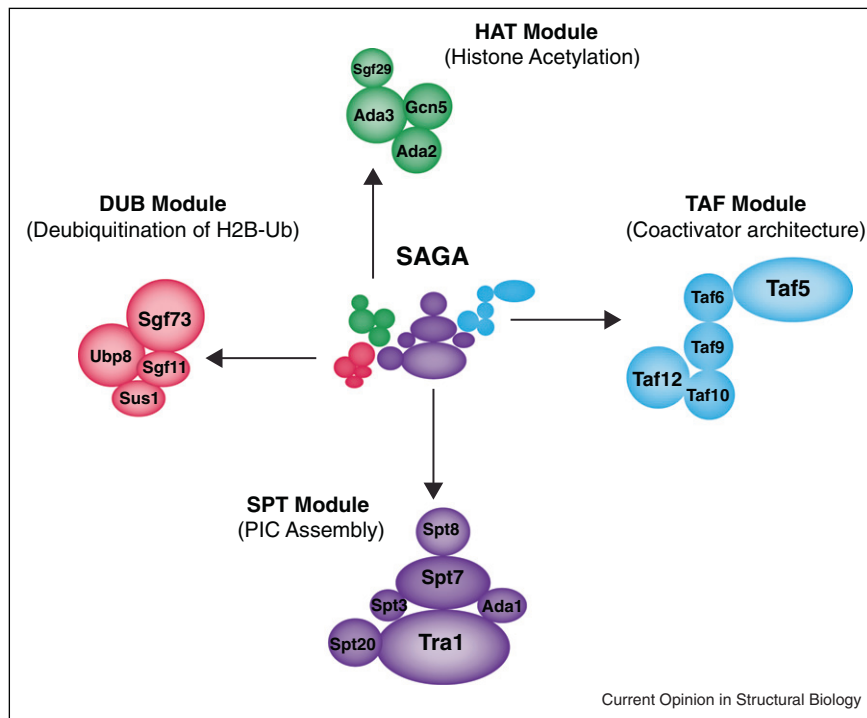 HAT Module
(Histone Acetylation)
Sgf29
Ada3
Gcn5
Ada2
DUB Module
(Deubiquitination of H2B-Ub)
Sgf73
Ubp8
Sgf11
Sus1
SAGA
TAF Module
(Coactivator architecture)
Taf6
Taf5
Taf9
Taf12
Taf10
SPT Module
(PIC Assembly)
Spt8
Spt7
Spt3
Ada1
Spt20
Tra1
Current Opinion in Structural Biology